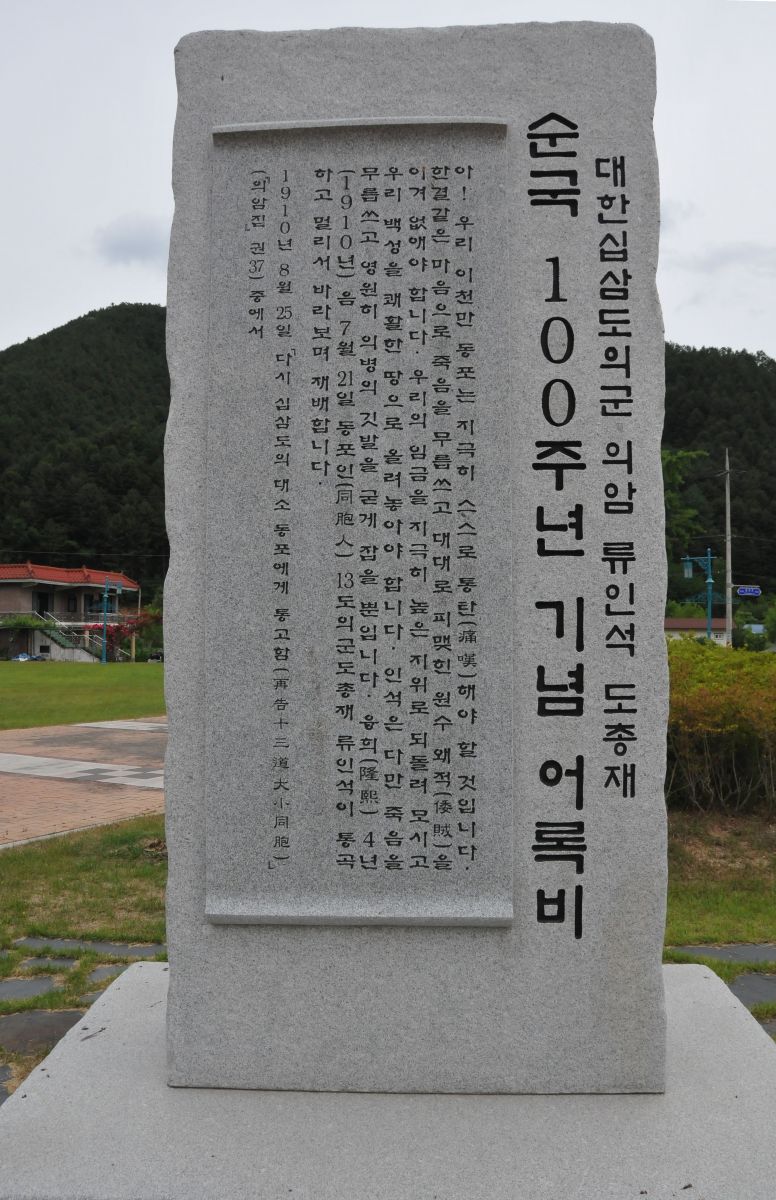 대한십삼도의군 의암 류인석 도총재
순국 100주년 기념 어록비
아! 우리 이천만 동포는 지극히 스스로 통탄(痛嘆)해야 할 것입니다.
한결같은 마음으로 죽음을 무릅쓰고 대대로 피맺힌 원수 왜적(倭賊)을
이겨 없애야 합니다. 우리의 임금을 지극히 높은 지위로 되돌려 모시고
우리 백성을 쾌활한 땅으로 올려놓아야 합니다. 인석은 다만 죽음을
무릅쓰고 영원히 의병의 깃발을 굳게 잡을 뿐입니다. 융희(隆熙) 4년
(1910년) 음 7월 21일 동포인(同胞人) 13도의군도총재 류인석이 통곡
하고 멀리서 바라보며 재배합니다.
1910년 8월 25일 「다시 십삼도의 대소 동포에게 통고함(再告十三道大小同胞)」
(『의암집』 권37) 중에서